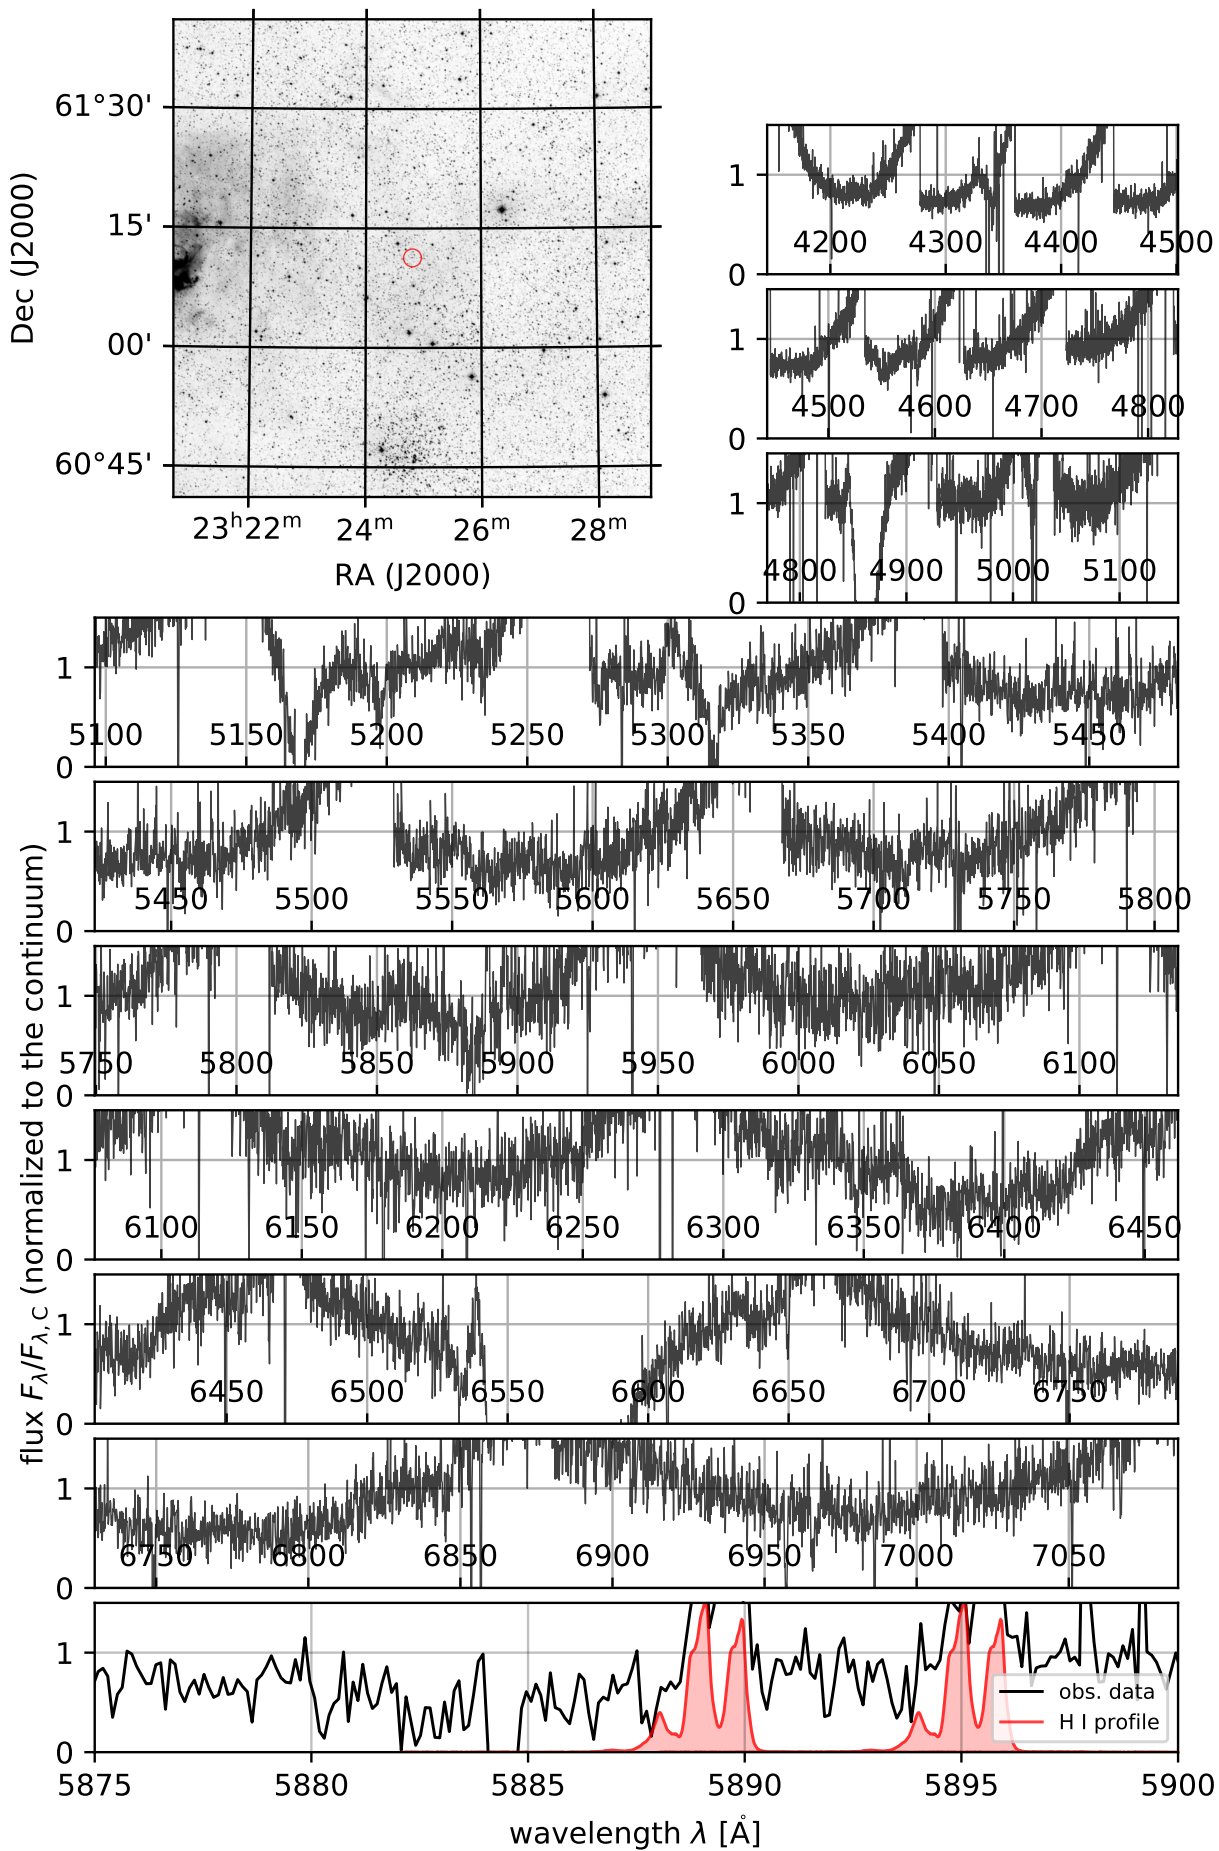 61°30'
15'
00'
60°45'
Dec (J2000)
23ʰ22ᵐ 24ᵐ 26ᵐ 28ᵐ
RA (J2000)
1
4200 4300 4400 4500
0
1
4500 4600 4700 4800
0
1
4800 4900 5000 5100
0
1
5100 5150 5200 5250 5300 5350 5400 5450
0
1
5450 5500 5550 5600 5650 5700 5750 5800
0
1
5750 5800 5850 5900 5950 6000 6050 6100
0
1
6100 6150 6200 6250 6300 6350 6400 6450
0
1
6450 6500 6550 6600 6650 6700 6750
0
1
6750 6800 6850 6900 6950 7000 7050
0
flux Fλ/Fλ,C (normalized to the continuum)
1
obs. data
H I profile
0
5875 5880 5885 5890 5895 5900
wavelength λ [Å]